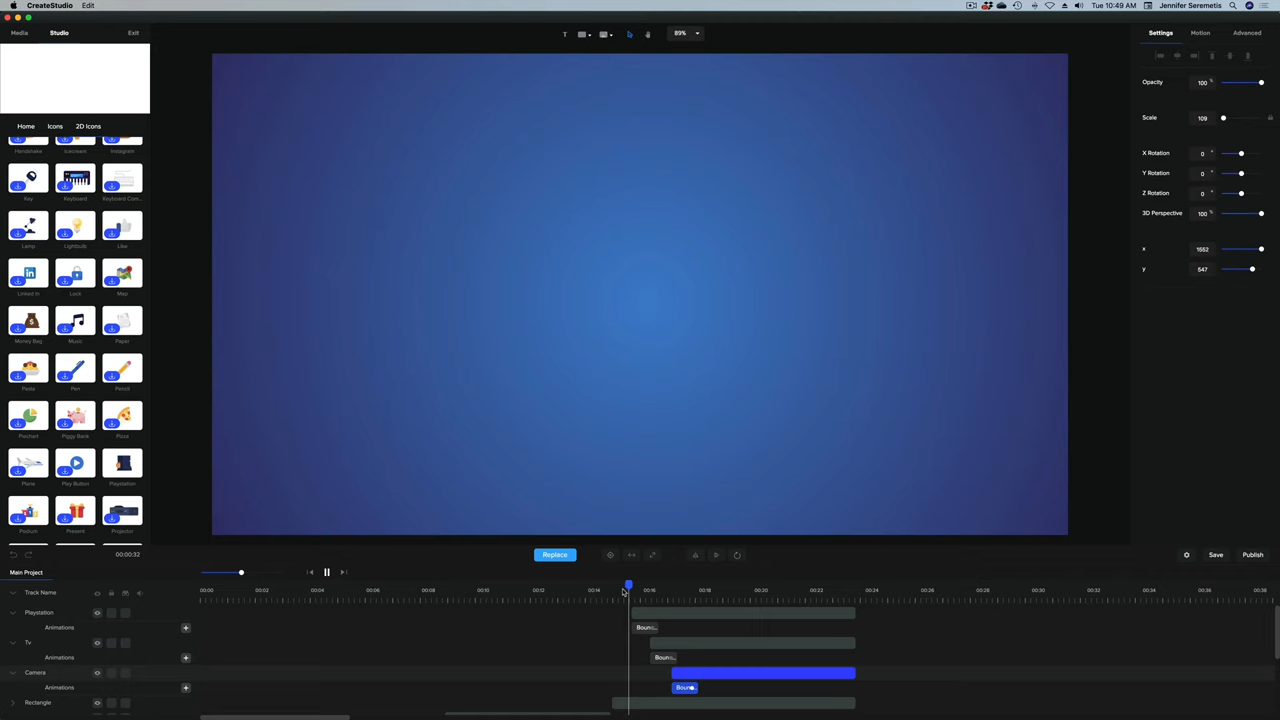 CreateStudio Edit Tue 10:49 AM Jennifer Seremetis
Media Studio Exit T 89% Settings Motion Advanced
Opacity 100 %
Scale 109
Home Icons 2D Icons
Handshake Icecream Instagram
X Rotation 0 °
Y Rotation 0 °
Z Rotation 0 °
Key Keyboard Keyboard Com...
3D Perspective 100 %
Lamp Lightbulb Like
x 1552
y 547
Linked In Lock Map
Money Bag Music Paper
Pasta Pen Pencil
Piechart Piggy Bank Pizza
Plane Play Button Playstation
Podium Present Projector
00:00:32 Replace Save Publish
Main Project
Track Name 00:00 00:02 00:04 00:06 00:08 00:10 00:12 00:14 00:16 00:18 00:20 00:22 00:24 00:26 00:28 00:30 00:32 00:34 00:36 00:38
Playstation
Animations + Boun...
Tv
Animations + Boun...
Camera
Animations + Boun...
Rectangle